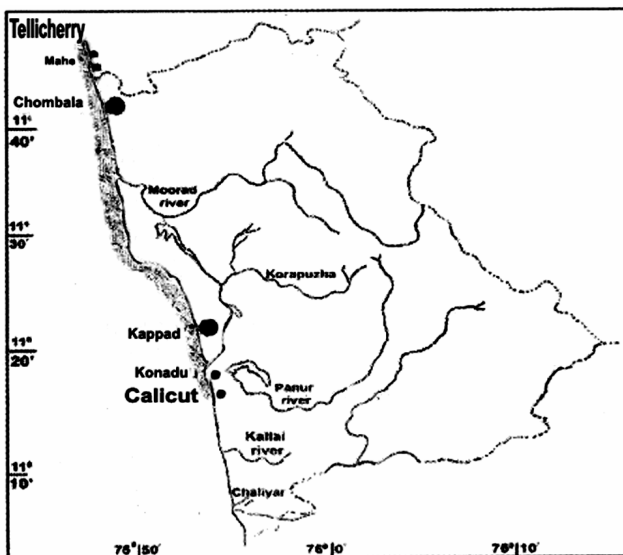 Tellicherry
Mahe
Chombala
11°
40'
Moorad
river
11°
30'
Korapuzha
Kappad
11°
20'
Konadu
Calicut
Panur
river
Kallai
river
11°
10'
Chaliyar
75°|50'
76°|0'
76°|10'